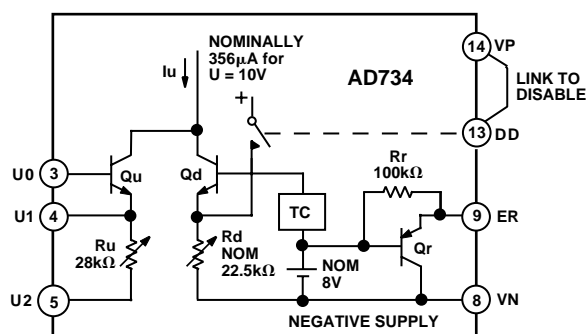 NOMINALLY
356µA for
U = 10V
Iu
+
AD734
14 VP
LINK TO
DISABLE
13 DD
U0 3
Qu
Qd
Rr
100kΩ
TC
U1 4
9 ER
Ru
28kΩ
Rd
NOM
22.5kΩ
Qr
NOM
8V
U2 5
8 VN
NEGATIVE SUPPLY